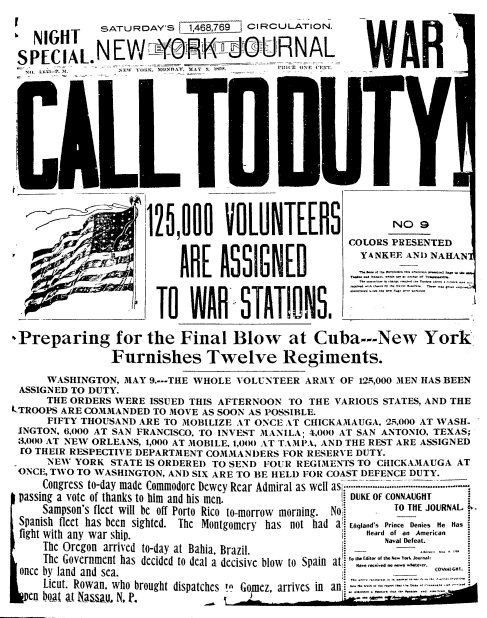 NIGHT SPECIAL.
SATURDAY'S 1,468,769 CIRCULATION.
NEW YORK JOURNAL
WAR
NEW YORK, MONDAY, MAY 9, 1898.
PRICE ONE CENT.
CALL TO DUTY!
125,000 VOLUNTEERS
ARE ASSIGNED
TO WAR STATIONS.
NO 9
COLORS PRESENTED
YANKEE AND NAHANT
Preparing for the Final Blow at Cuba---New York
Furnishes Twelve Regiments.
WASHINGTON, MAY 9.---THE WHOLE VOLUNTEER ARMY OF 125,000 MEN HAS BEEN
ASSIGNED TO DUTY.
THE ORDERS WERE ISSUED THIS AFTERNOON TO THE VARIOUS STATES, AND THE
TROOPS ARE COMMANDED TO MOVE AS SOON AS POSSIBLE.
FIFTY THOUSAND ARE TO MOBILIZE AT ONCE AT CHICKAMAUGA, 25,000 AT WASH-
INGTON, 6,000 AT SAN FRANCISCO, TO INVEST MANILA; 4,000 AT SAN ANTONIO, TEXAS;
3,000 AT NEW ORLEANS, 1,000 AT MOBILE, 1,000 AT TAMPA, AND THE REST ARE ASSIGNED
TO THEIR RESPECTIVE DEPARTMENT COMMANDERS FOR RESERVE DUTY.
NEW YORK STATE IS ORDERED TO SEND FOUR REGIMENTS TO CHICKAMAUGA AT
ONCE, TWO TO WASHINGTON, AND SIX ARE TO BE HELD FOR COAST DEFENCE DUTY.
Congress to-day made Commodore Dewey Rear Admiral as well as
passing a vote of thanks to him and his men.
Sampson's fleet will be off Porto Rico to-morrow morning. No
Spanish fleet has been sighted. The Montgomery has not had a
fight with any war ship.
The Oregon arrived to-day at Bahia, Brazil.
The Government has decided to deal a decisive blow to Spain at
once by land and sea.
Lieut. Rowan, who brought dispatches to Gomez, arrives in an
open boat at Nassau, N. P.
DUKE OF CONNAUGHT
TO THE JOURNAL.
England's Prince Denies He Has
Heard of an American
Naval Defeat.
To the Editor of the New York Journal:
Have received no news whatever.
CONNAUGHT.